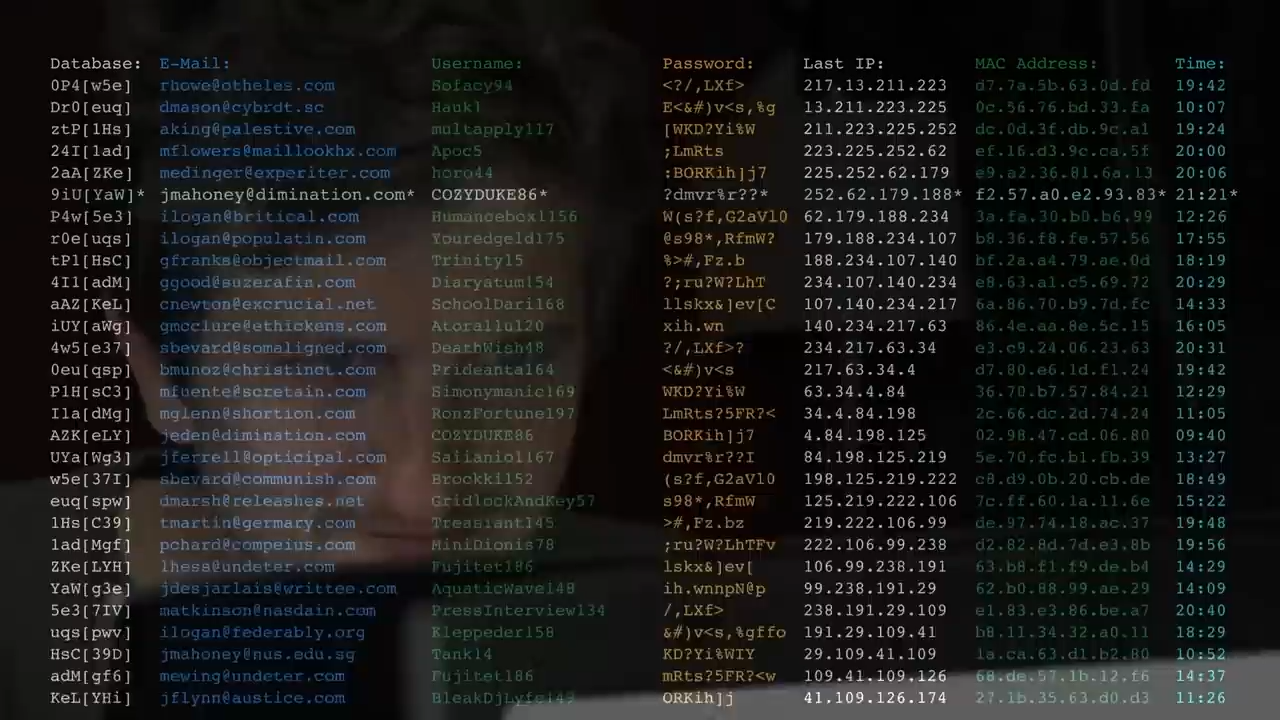 Database: E-Mail: Username: Password: Last IP: MAC Address: Time:
0P4[w5e] rhowe@otheles.com Sofacy94 <?/,LXf> 217.13.211.223 d7.7a.5b.63.0d.fd 19:42
Dr0[euq] dmason@cybrdt.sc Hauk1 E<&#)v<s,%g 13.211.223.225 0c.56.76.bd.33.fa 10:07
ztP[1Hs] aking@palestive.com multapply117 [WKD?Yi%W 211.223.225.252 dc.0d.3f.db.9c.a1 19:24
24I[1ad] mflowers@maillookhx.com Apoc5 ;LmRts 223.225.252.62 ef.16.d3.9c.ca.5f 20:00
2aA[ZKe] medinger@experiter.com horo44 :BORKih]j7 225.252.62.179 e9.a2.36.81.6a.13 20:06
9iU[YaW]* jmahoney@dimination.com* COZYDUKE86* ?dmvr%r??* 252.62.179.188* f2.57.a0.e2.93.83* 21:21*
P4w[5e3] ilogan@britical.com Humancebox1156 W(s?f,G2aVl0 62.179.188.234 3a.fa.30.b0.b6.99 12:26
r0e[uqs] ilogan@populatin.com Youredgeld175 @s98*,RfmW? 179.188.234.107 b8.36.f8.fe.57.56 17:55
tP1[HsC] gfranks@objectmail.com Trinity15 %>#,Fz.b 188.234.107.140 bf.2a.a4.79.ae.0d 18:19
4I1[adM] ggood@suzerafin.com Diaryatum154 ?;ru?W?LhT 234.107.140.234 e8.63.a1.c5.69.72 20:29
aAZ[KeL] cnewton@excrucial.net SchoolDari168 llskx&]ev[C 107.140.234.217 6a.86.70.b9.7d.fc 14:33
iUY[aWg] gmcciure@ethickens.com Atorallu120 xih.wn 140.234.217.63 86.4e.aa.8e.5c.15 16:05
4w5[e37] sbevard@somaligned.com DeathWish48 ?/,LXf>? 234.217.63.34 e3.c9.24.06.23.63 20:31
0eu[qsp] bmunoz@christinct.com Prideanta164 <&#)v<s 217.63.34.4 d7.80.e6.1d.f1.24 19:42
P1H[sC3] mfuente@scretain.com Simonymanic169 WKD?Yi%W 63.34.4.84 36.70.b7.57.84.21 12:29
I1a[dMg] mglenn@shortion.com RonzFortune197 LmRts?5FR?< 34.4.84.198 2c.66.dc.2d.74.24 11:05
AZK[eLY] jeden@dimination.com COZYDUKE86 BORKih]j7 4.84.198.125 02.98.47.cd.06.80 09:40
UYa[Wg3] jferrell@opticipal.com Saiianio1167 dmvr%r??I 84.198.125.219 5e.70.fc.b1.fb.39 13:27
w5e[37I] sbevard@communish.com Brockki152 (s?f,G2aVl0 198.125.219.222 c8.d9.0b.20.cb.de 18:49
euq[spw] dmarsh@releashes.net GridlockAndKey57 s98*,RfmW 125.219.222.106 7c.ff.60.1a.11.6e 15:22
1Hs[C39] tmartin@germary.com Treasiant145 >#,Fz.bz 219.222.106.99 de.97.74.18.ac.37 19:48
1ad[Mgf] pchard@compeius.com MiniDionis78 ;ru?W?LhTFv 222.106.99.238 d2.82.8d.7d.e3.8b 19:56
ZKe[LYH] lhess@undeter.com Fujitet186 lskx&]ev[ 106.99.238.191 63.b8.f1.f9.de.b4 14:29
YaW[g3e] jdesjarlais@writtee.com AquaticWave148 ih.wnnpN@p 99.238.191.29 62.b0.88.99.ae.29 14:09
5e3[7IV] matkinson@nasdain.com PressInterview134 /,LXf> 238.191.29.109 e1.83.e3.86.be.a7 20:40
uqs[pwv] ilogan@federably.org Kleppeder158 &#)v<s,%gffo 191.29.109.41 b8.11.34.32.a0.11 18:29
HsC[39D] jmahoney@nus.edu.sg Tank14 KD?Yi%WIY 29.109.41.109 1a.ca.63.d1.b2.80 10:52
adM[gf6] mewing@undeter.com Fujitet186 mRts?5FR?<w 109.41.109.126 68.de.57.1b.12.f6 14:37
KeL[YHi] jflynn@austice.com BleakDjLyfe149 ORKih]j 41.109.126.174 27.1b.35.63.d0.d3 11:26